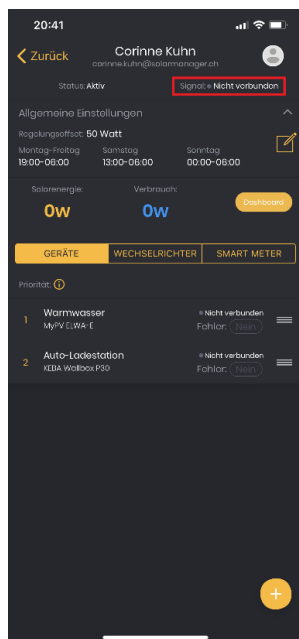 20:41
Zurück
Corinne Kuhn
corinne.kuhn@solarmanager.ch
Status: Aktiv
Signal: Nicht verbunden
Allgemeine Einstellungen
Regelungsoffset: 50 Watt
Montag-Freitag Samstag Sonntag
19:00-06:00 13:00-06:00 00:00-06:00
Solarenergie: Verbrauch:
0w 0w Dashboard
GERÄTE WECHSELRICHTER SMART METER
Priorität:
1 Warmwasser Nicht verbunden
MyPV ELWA-E Fehler: Nein
2 Auto-Ladestation Nicht verbunden
KEBA Wallbox P30 Fehler: Nein
+